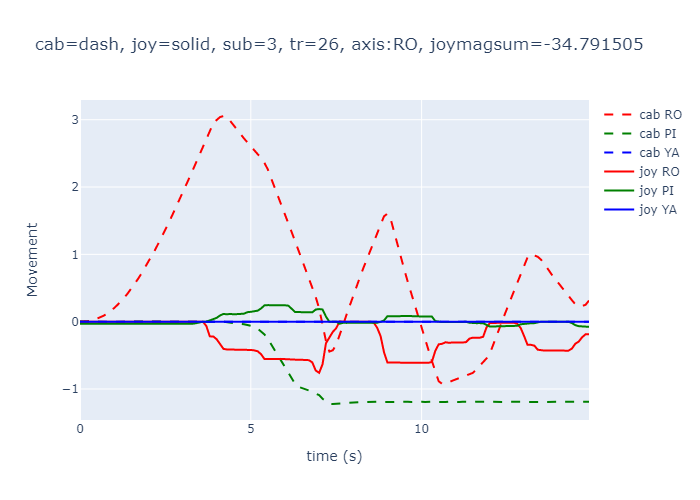 cab=dash, joy=solid, sub=3, tr=26, axis:RO, joymagsum=-34.791505
cab RO
cab PI
cab YA
joy RO
joy PI
joy YA
3
2
1
0
−1
Movement
0
5
10
time (s)